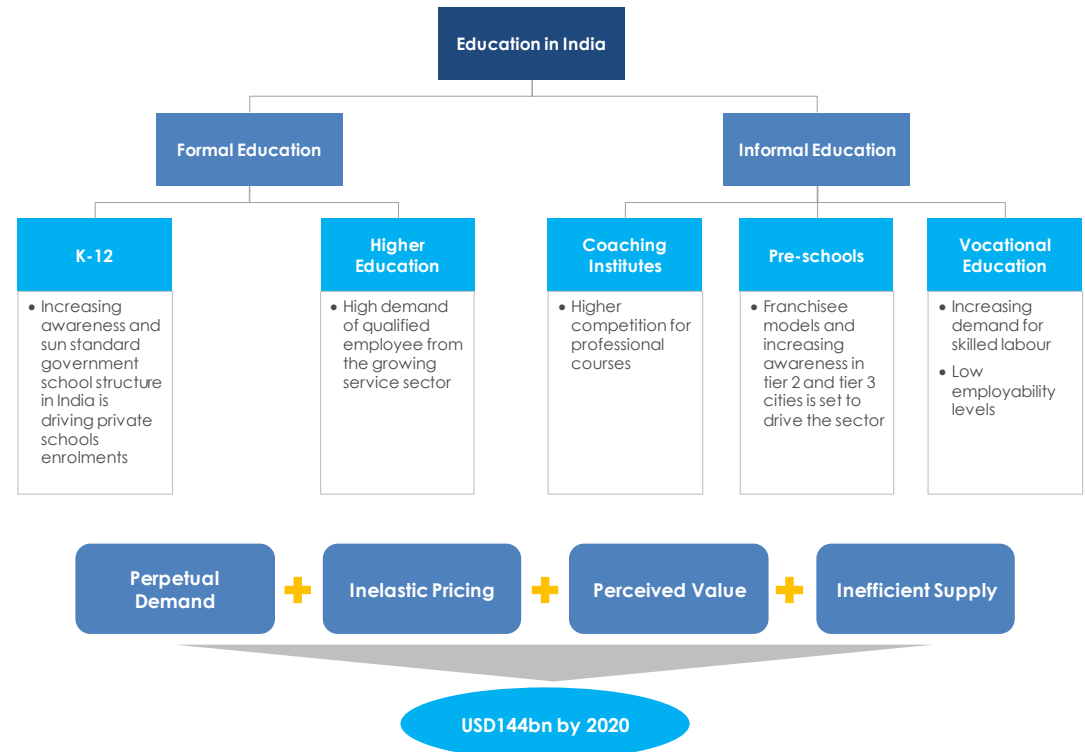 Education in India
Formal Education
Informal Education
K-12
• Increasing
awareness and
sun standard
government
school structure
in India is
driving private
schools
enrolments
Higher
Education
• High demand
of qualified
employee from
the growing
service sector
Coaching
Institutes
• Higher
competition for
professional
courses
Pre-schools
• Franchisee
models and
increasing
awareness in
tier 2 and tier 3
cities is set to
drive the sector
Vocational
Education
• Increasing
demand for
skilled labour
• Low
employability
levels
Perpetual
Demand
Inelastic Pricing
Perceived Value
Inefficient Supply
USD144bn by 2020